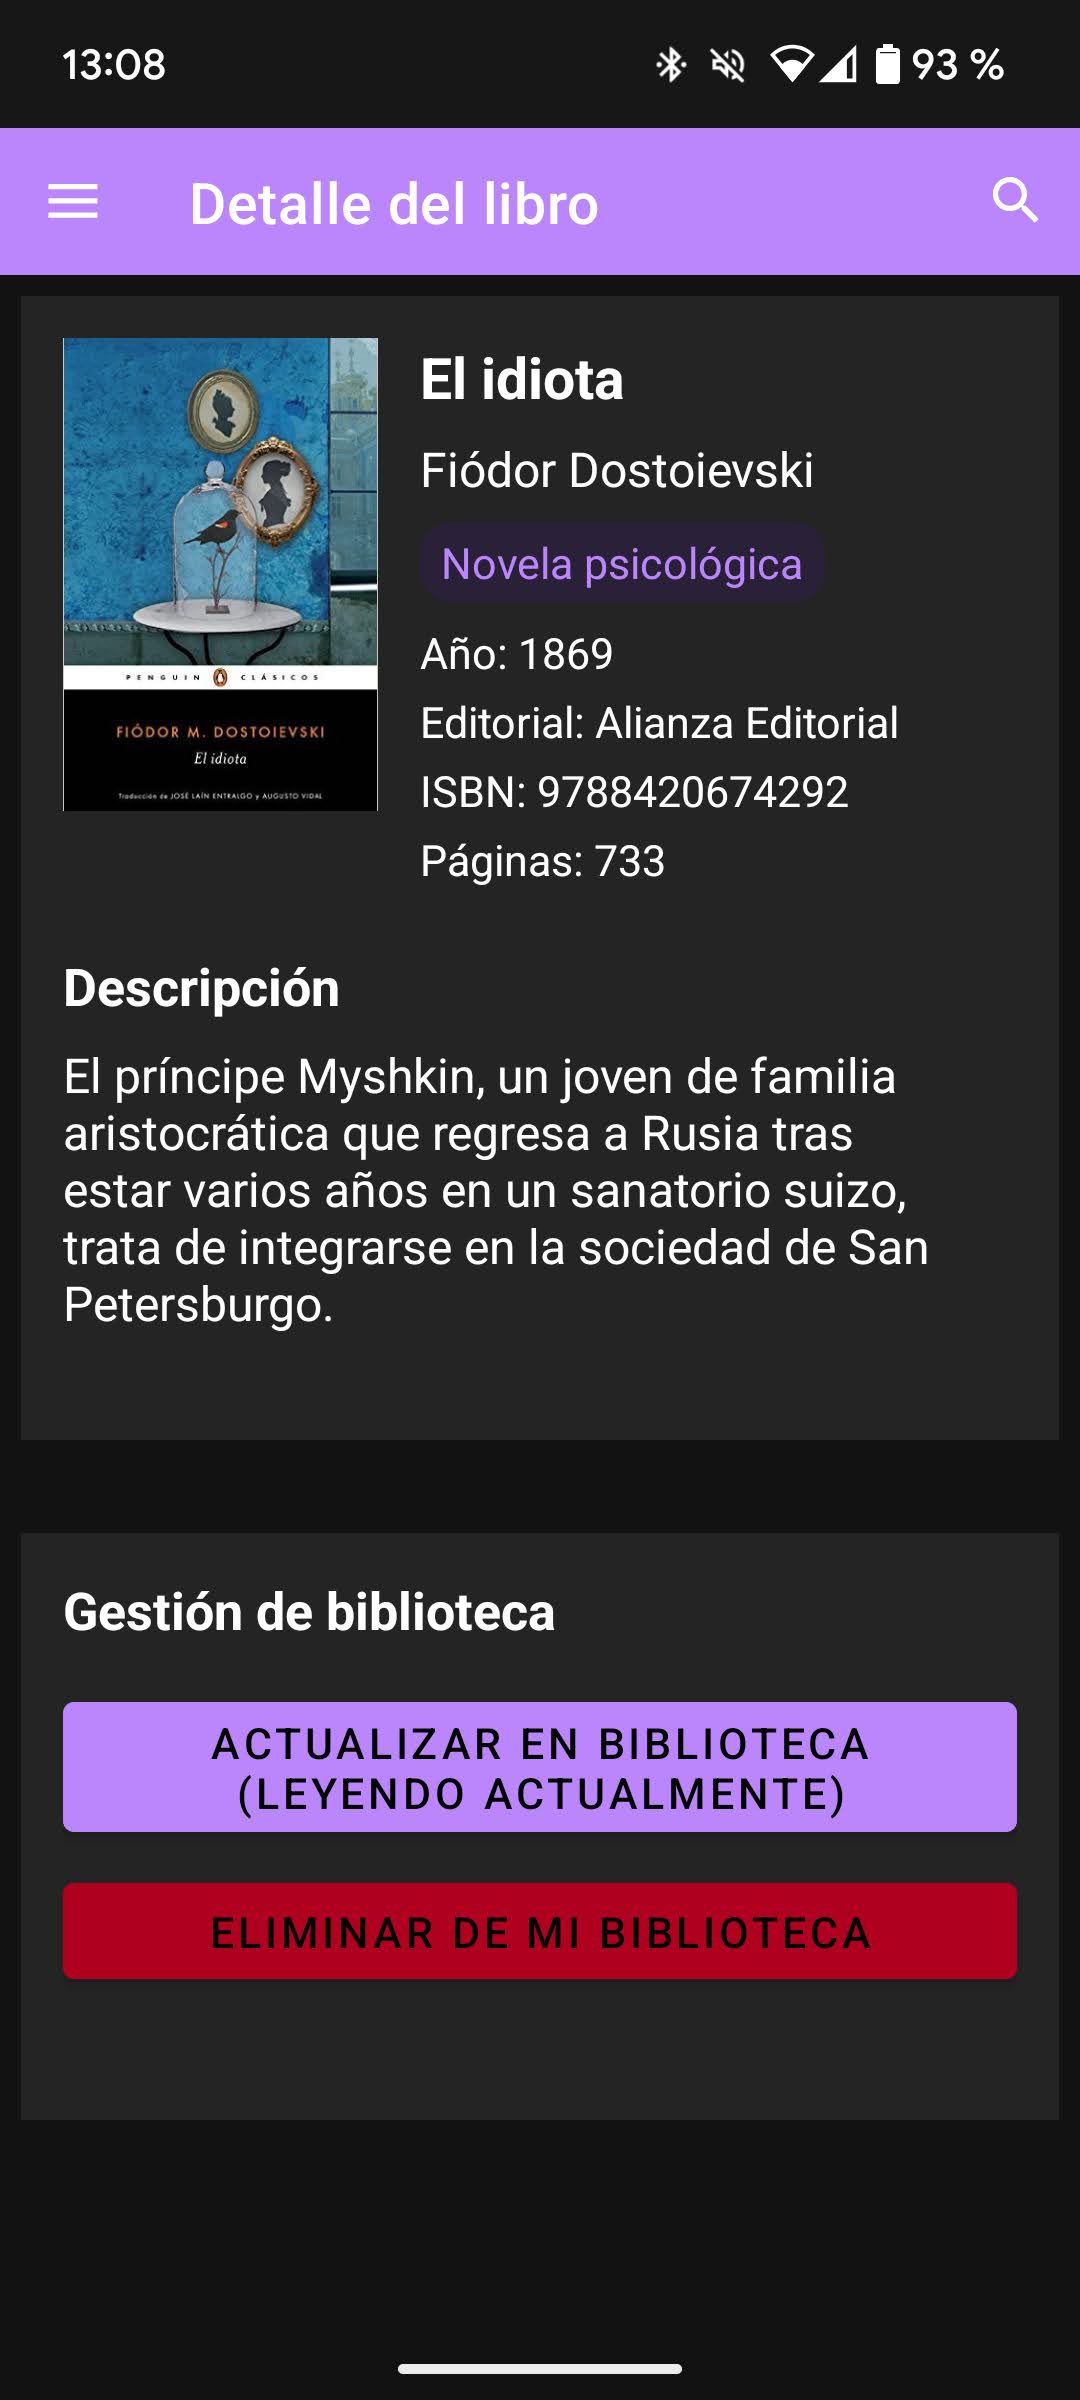 13:08
93 %
Detalle del libro
El idiota
Fiódor Dostoievski
Novela psicológica
Año: 1869
Editorial: Alianza Editorial
ISBN: 9788420674292
Páginas: 733
PENGUIN CLÁSICOS
FIÓDOR M. DOSTOIEVSKI
El idiota
Traducción de JOSÉ LAÍN ENTRALGO y AUGUSTO VIDAL
Descripción
El príncipe Myshkin, un joven de familia
aristocrática que regresa a Rusia tras
estar varios años en un sanatorio suizo,
trata de integrarse en la sociedad de San
Petersburgo.
Gestión de biblioteca
ACTUALIZAR EN BIBLIOTECA
(LEYENDO ACTUALMENTE)
ELIMINAR DE MI BIBLIOTECA